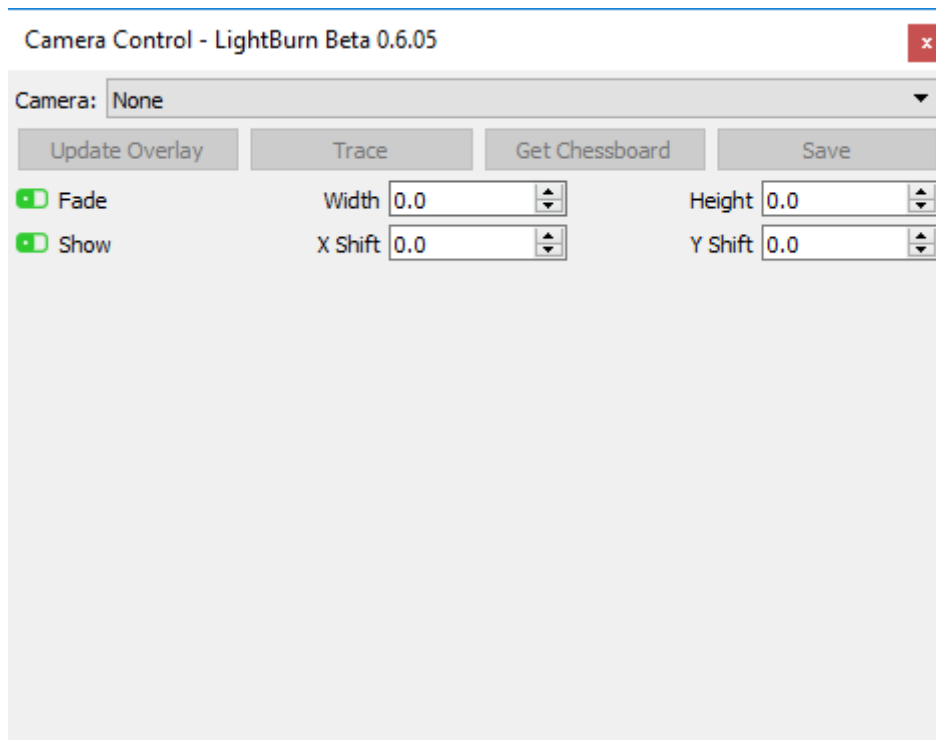 Camera Control - LightBurn Beta 0.6.05 x
Camera: None
Update Overlay Trace Get Chessboard Save
Fade Width 0.0 Height 0.0
Show X Shift 0.0 Y Shift 0.0